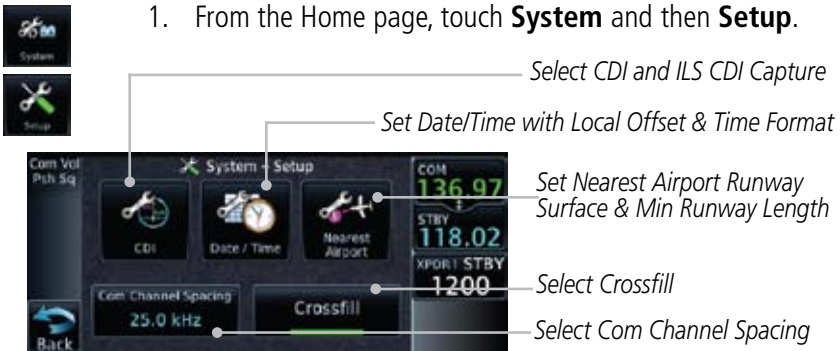 1. From the Home page, touch System and then Setup.
System
Setup
Select CDI and ILS CDI Capture
Set Date/Time with Local Offset & Time Format
Com Vol
Psh Sq
System - Setup
COM
136.97
STBY
118.02
XPDR1 STBY
1200
CDI
Date / Time
Nearest
Airport
Set Nearest Airport Runway
Surface & Min Runway Length
Com Channel Spacing
25.0 kHz
Crossfill
Back
Select Crossfill
Select Com Channel Spacing